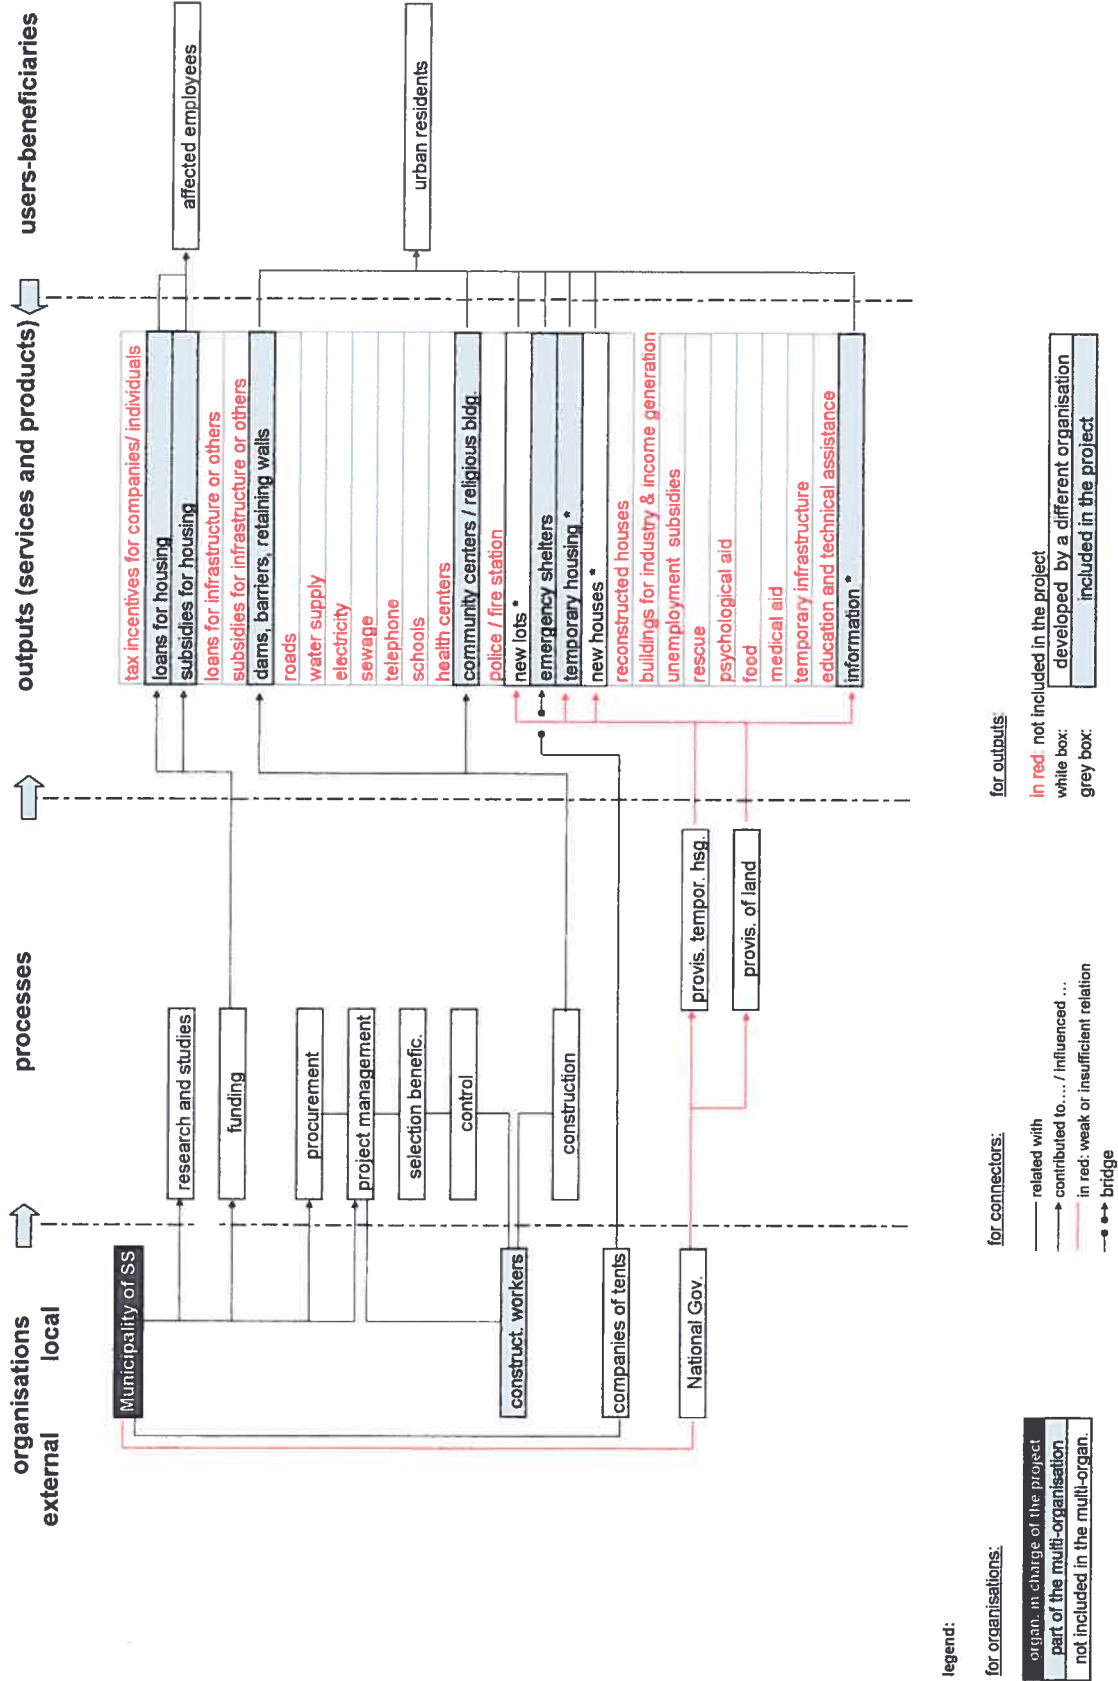 organisations
external local
processes
outputs (services and products)
users-beneficiaries
Municipality of SS
construct. workers
companies of tents
National Gov.
research and studies
funding
procurement
project management
selection benefic.
control
construction
provis. tempor. hsg.
provis. of land
tax incentives for companies/ individuals
loans for housing
subsidies for housing
loans for infrastructure or others
subsidies for infrastructure or others
dams, barriers, retaining walls
roads
water supply
electricity
sewage
telephone
schools
health centers
community centers / religious bldg.
police / fire station
new lots *
emergency shelters
temporary housing *
new houses *
reconstructed houses
buildings for industry & income generation
unemployment subsidies
rescue
psychological aid
food
medical aid
temporary infrastructure
education and technical assistance
information *
affected employees
urban residents
legend:
for organisations:
organ. in charge of the project
part of the multi-organisation
not included in the multi-organ.
for connectors:
related with
contributed to.... / influenced ...
in red: weak or insufficient relation
bridge
for outputs:
in red: not included in the project
white box: developed by a different organisation
grey box: included in the project